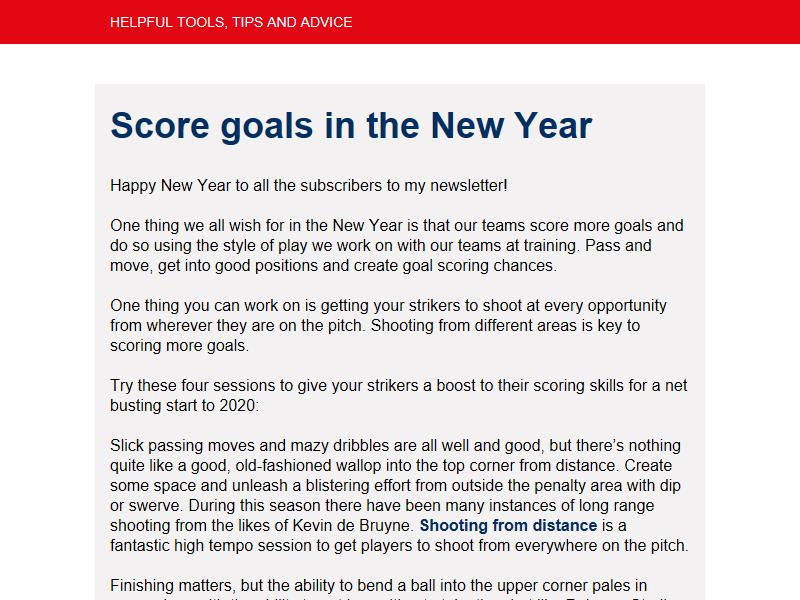 HELPFUL TOOLS, TIPS AND ADVICE
Score goals in the New Year
Happy New Year to all the subscribers to my newsletter!
One thing we all wish for in the New Year is that our teams score more goals and
do so using the style of play we work on with our teams at training. Pass and
move, get into good positions and create goal scoring chances.
One thing you can work on is getting your strikers to shoot at every opportunity
from wherever they are on the pitch. Shooting from different areas is key to
scoring more goals.
Try these four sessions to give your strikers a boost to their scoring skills for a net
busting start to 2020:
Slick passing moves and mazy dribbles are all well and good, but there’s nothing
quite like a good, old-fashioned wallop into the top corner from distance. Create
some space and unleash a blistering effort from outside the penalty area with dip
or swerve. During this season there have been many instances of long range
shooting from the likes of Kevin de Bruyne. Shooting from distance is a
fantastic high tempo session to get players to shoot from everywhere on the pitch.
Finishing matters, but the ability to bend a ball into the upper corner pales in